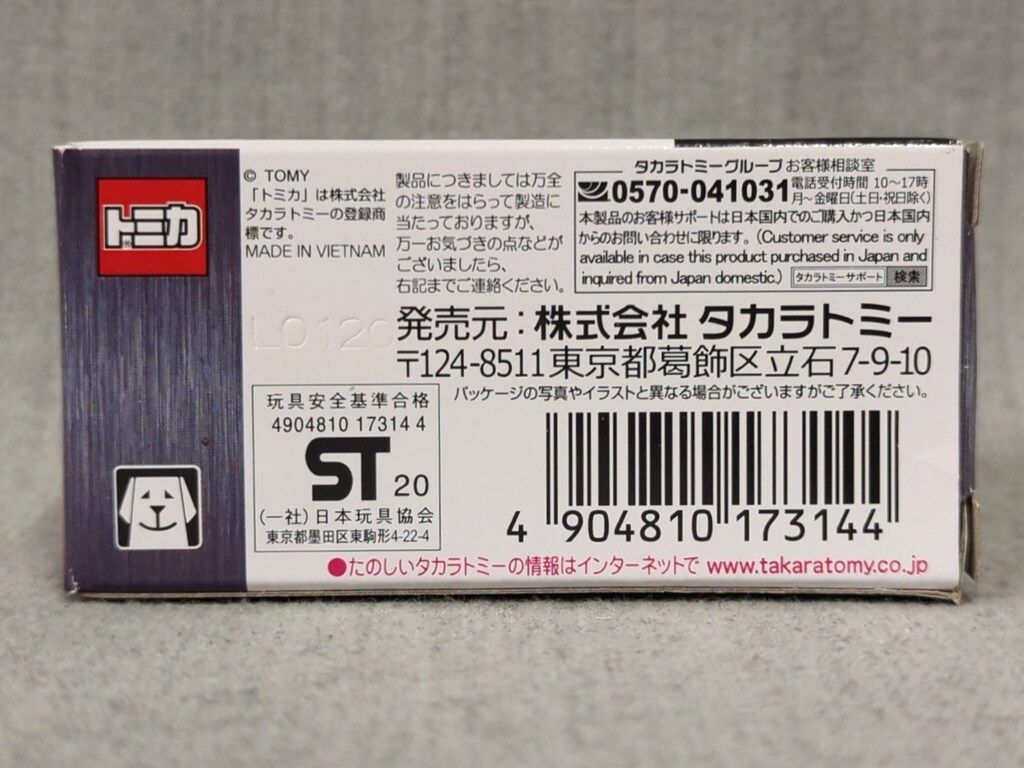 トミカ
®
© TOMY
「トミカ」は株式会社
タカラトミーの登録商
標です。
MADE IN VIETNAM
製品につきましては万全
の注意をはらって製造に
当たっておりますが、
万一お気づきの点などが
ございましたら、
右記までご連絡ください。
タカラトミーグループ お客様相談室
0570-041031 電話受付時間 10〜17時
月〜金曜日(土日・祝日除く)
本製品のお客様サポートは日本国内でのご購入かつ日本国内
からのお問い合わせに限ります。(Customer service is only
available in case this product purchased in Japan and
inquired from Japan domestic.) タカラトミーサポート 検索
L0120
発売元：株式会社 タカラトミー
〒124-8511 東京都葛飾区立石7-9-10
パッケージの写真やイラストと異なる場合がございますがご了承ください。
玩具安全基準合格
4904810 17314 4
ST 20
(一社)日本玩具協会
東京都墨田区東駒形4-22-4
4 904810 173144
●たのしいタカラトミーの情報はインターネットで www.takaratomy.co.jp